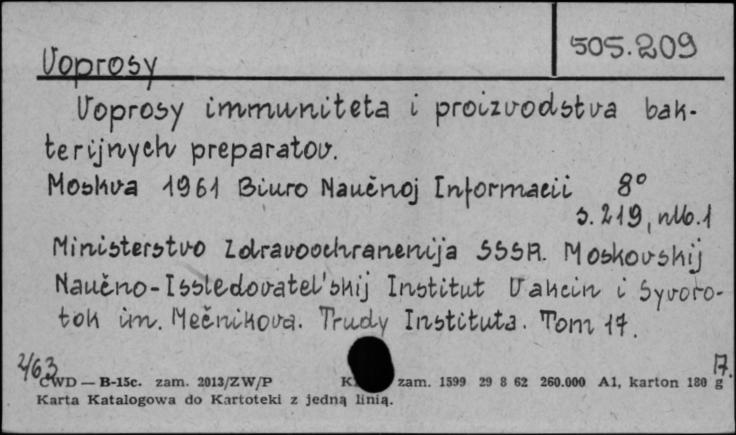 505.209
Voprosy
Voprosy immuniteta i proizvodstva bak-
terijnych preparatov.
Moskva 1961 Biuro Naučnoj Informacii 8°
s. 219, nlb. 1
Ministerstvo Zdravoochranenija SSSR. Moskovskij
Naučno-Issledovatel'skij Institut Vakcin i Syvoro-
tok im. Mečnikova. Trudy Instituta. Tom 17.
2/63 17.
CWD — B-15c. zam. 2013/ZW/P zam. 1599 29 8 62 260.000 A1, karton 180 g
Karta Katalogowa do Kartoteki z jedną linią.